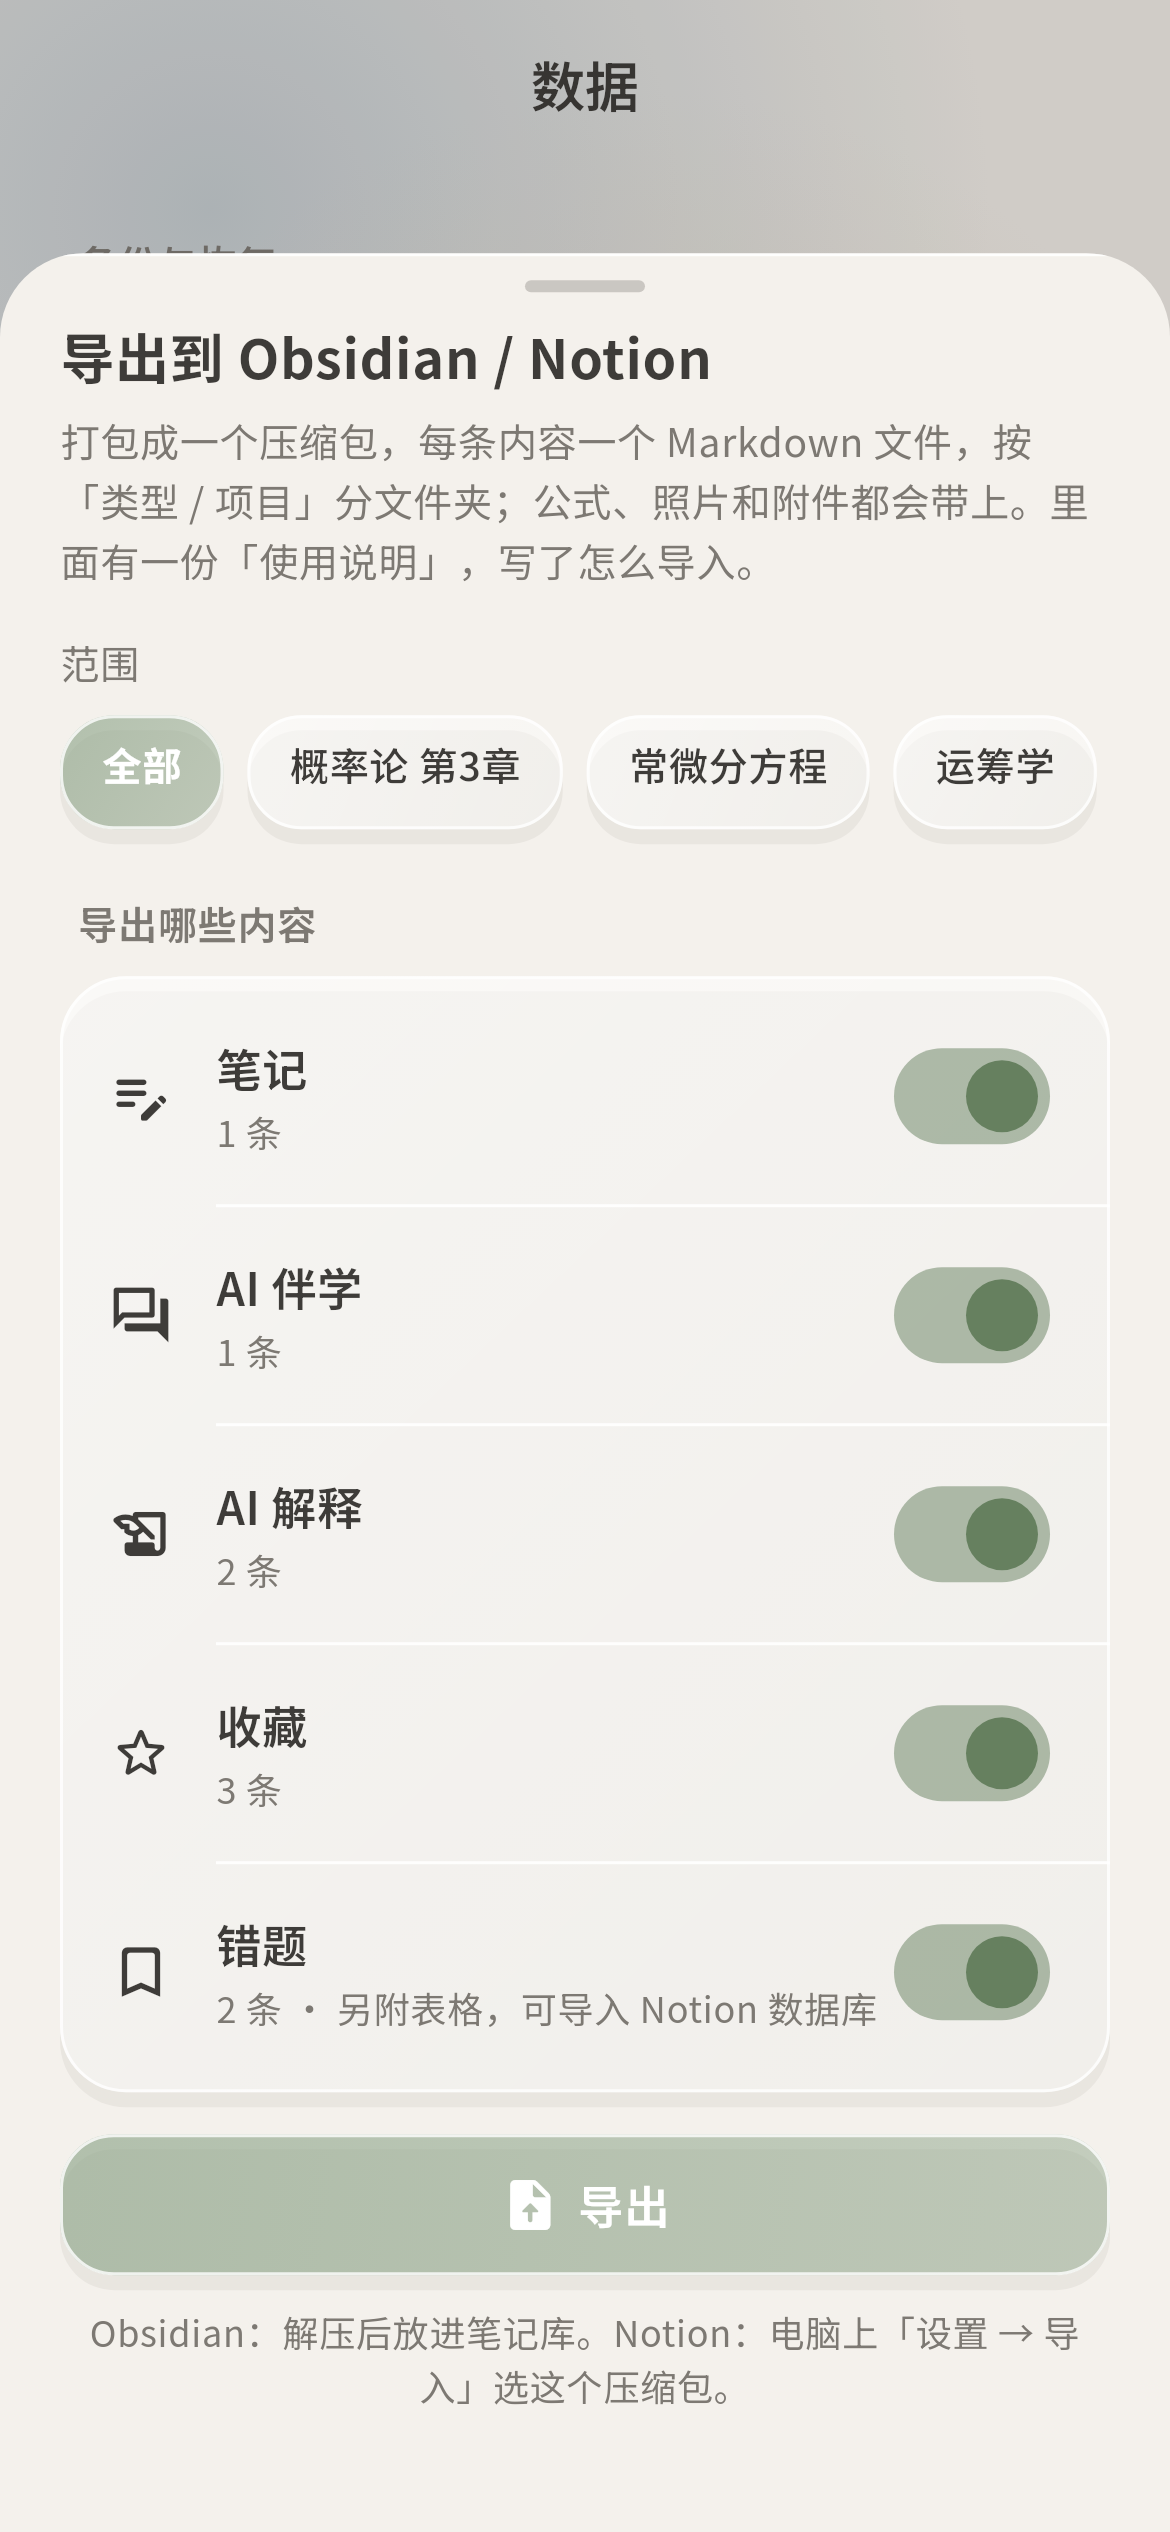 数据
导出到 Obsidian / Notion
打包成一个压缩包，每条内容一个 Markdown 文件，按
「类型 / 项目」分文件夹；公式、照片和附件都会带上。里
面有一份「使用说明」，写了怎么导入。
范围
全部 概率论 第3章 常微分方程 运筹学
导出哪些内容
笔记
1 条
AI 伴学
1 条
AI 解释
2 条
收藏
3 条
错题
2 条 · 另附表格，可导入 Notion 数据库
导出
Obsidian：解压后放进笔记库。Notion：电脑上「设置 → 导
入」选这个压缩包。